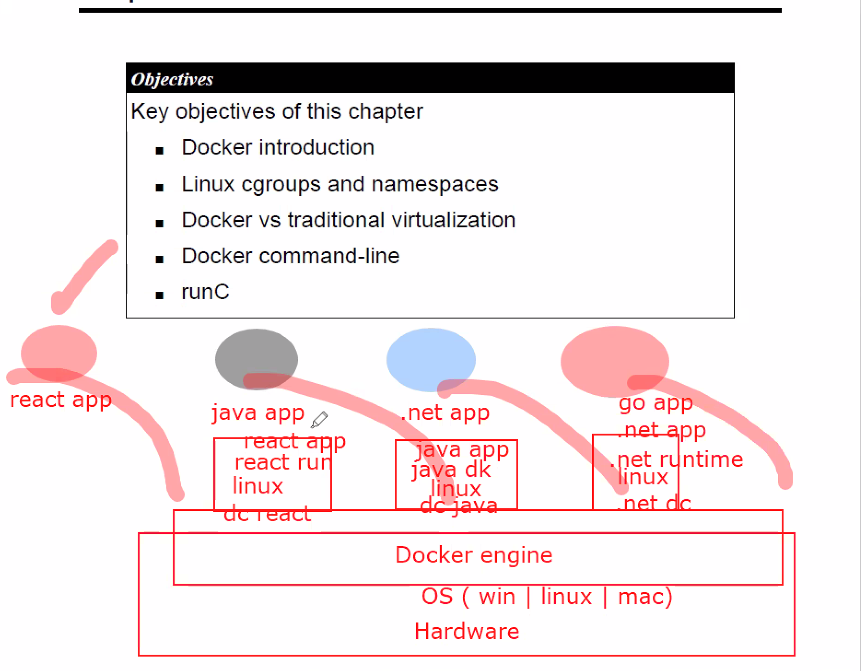 Objectives
Key objectives of this chapter
▪ Docker introduction
▪ Linux cgroups and namespaces
▪ Docker vs traditional virtualization
▪ Docker command-line
▪ runC
react app
java app
.net app
go app
react app
react run
linux
dc react
java app
java dk
linux
dc java
.net app
.net runtime
linux
.net dc
Docker engine
OS ( win | linux | mac)
Hardware